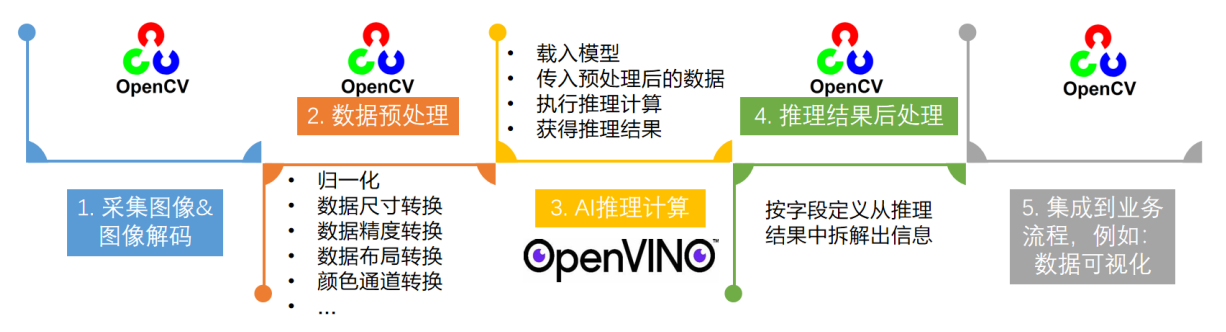 OpenCV
1. 采集图像&
图像解码
OpenCV
2. 数据预处理
• 归一化
• 数据尺寸转换
• 数据精度转换
• 数据布局转换
• 颜色通道转换
• ...
• 载入模型
• 传入预处理后的数据
• 执行推理计算
• 获得推理结果
3. AI推理计算
OpenVINO™
OpenCV
4. 推理结果后处理
按字段定义从推理
结果中拆解出信息
OpenCV
5. 集成到业务
流程，例如：
数据可视化